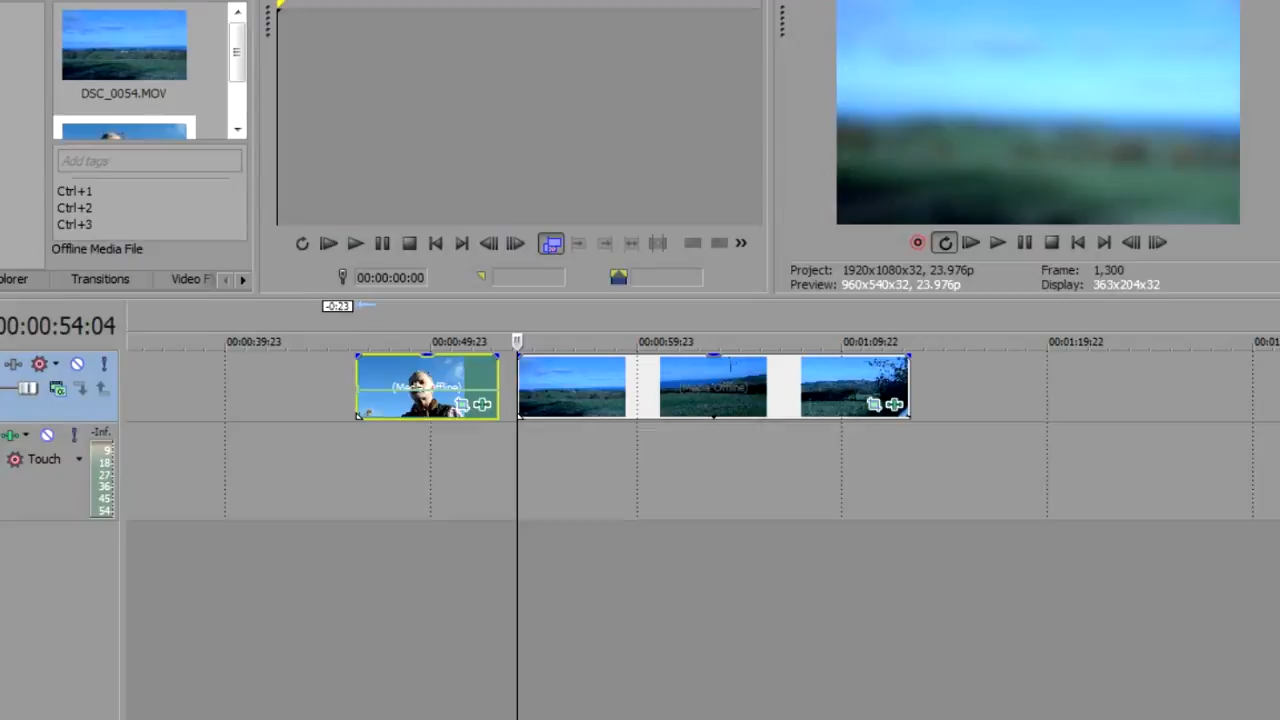 DSC_0054.MOV
Add tags
Ctrl+1
Ctrl+2
Ctrl+3
Offline Media File
plorer Transitions Video F
00:00:00:00
Project: 1920x1080x32, 23.976p
Preview: 960x540x32, 23.976p
Frame: 1,300
Display: 363x204x32
-0:23
00:00:54:04
00:00:39:23 00:00:49:23 00:00:59:23 00:01:09:22 00:01:19:22 00:01
(Media Offline) (Media Offline)
-Inf.
Touch
9
18
27
36
45
54